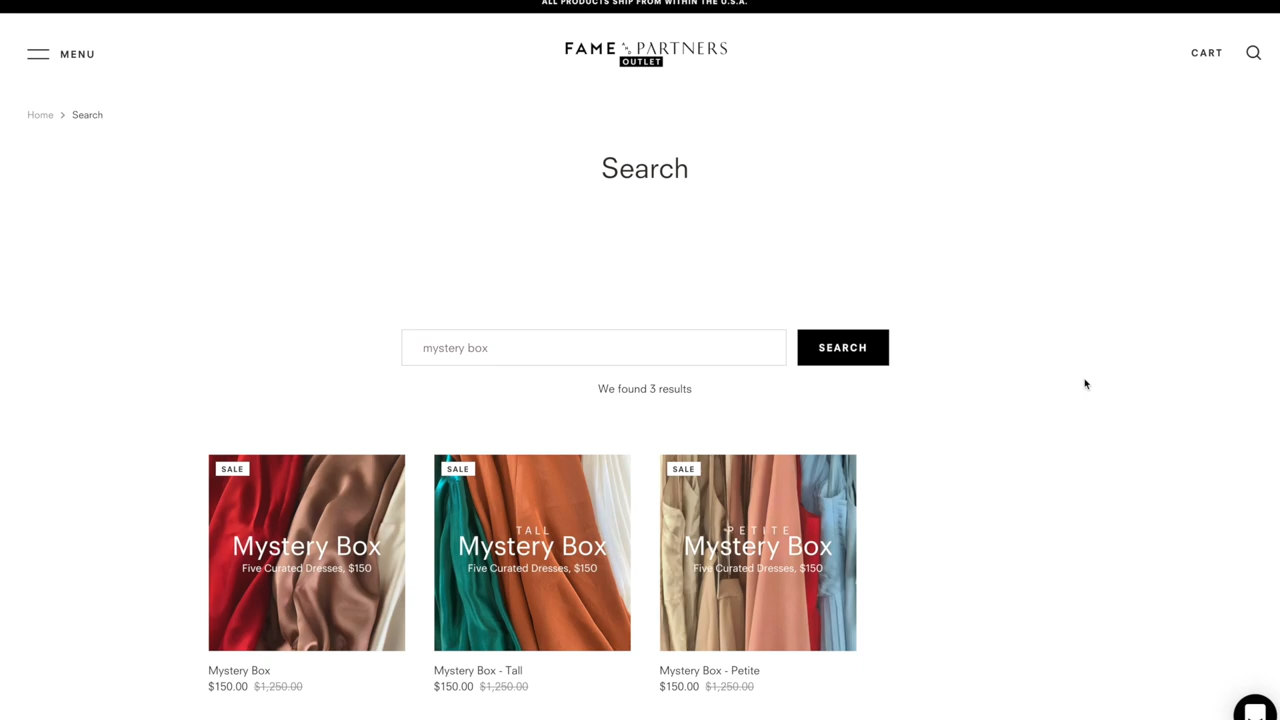 ALL PRODUCTS SHIP FROM WITHIN THE U.S.A.
MENU
FAME AND PARTNERS
OUTLET
CART
Home > Search
Search
mystery box
SEARCH
We found 3 results
SALE
Mystery Box
Five Curated Dresses, $150
SALE
TALL
Mystery Box
Five Curated Dresses, $150
SALE
PETITE
Mystery Box
Five Curated Dresses, $150
Mystery Box
$150.00 $1,250.00
Mystery Box - Tall
$150.00 $1,250.00
Mystery Box - Petite
$150.00 $1,250.00